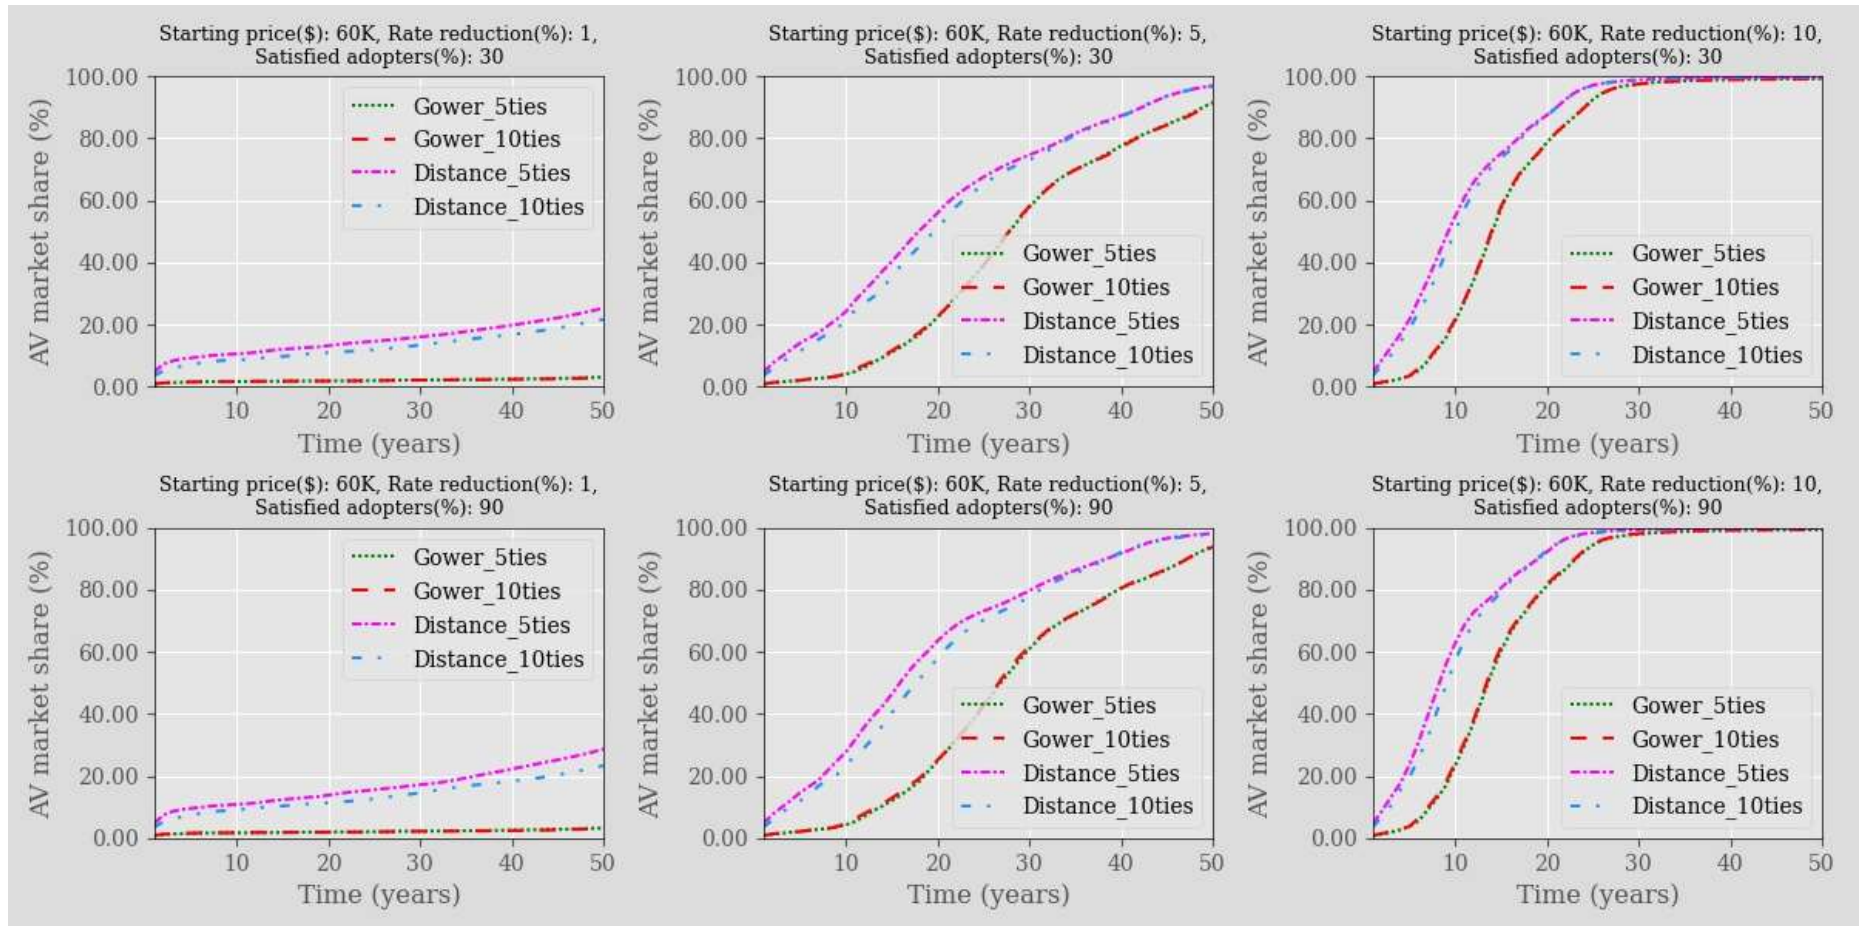 Starting price($): 60K, Rate reduction(%): 1,
Satisfied adopters(%): 30
100.00
80.00
60.00
40.00
20.00
0.00
AV market share (%)
Gower_5ties
Gower_10ties
Distance_5ties
Distance_10ties
10 20 30 40 50
Time (years)
Starting price($): 60K, Rate reduction(%): 5,
Satisfied adopters(%): 30
100.00
80.00
60.00
40.00
20.00
0.00
AV market share (%)
Gower_5ties
Gower_10ties
Distance_5ties
Distance_10ties
10 20 30 40 50
Time (years)
Starting price($): 60K, Rate reduction(%): 10,
Satisfied adopters(%): 30
100.00
80.00
60.00
40.00
20.00
0.00
AV market share (%)
Gower_5ties
Gower_10ties
Distance_5ties
Distance_10ties
10 20 30 40 50
Time (years)
Starting price($): 60K, Rate reduction(%): 1,
Satisfied adopters(%): 90
100.00
80.00
60.00
40.00
20.00
0.00
AV market share (%)
Gower_5ties
Gower_10ties
Distance_5ties
Distance_10ties
10 20 30 40 50
Time (years)
Starting price($): 60K, Rate reduction(%): 5,
Satisfied adopters(%): 90
100.00
80.00
60.00
40.00
20.00
0.00
AV market share (%)
Gower_5ties
Gower_10ties
Distance_5ties
Distance_10ties
10 20 30 40 50
Time (years)
Starting price($): 60K, Rate reduction(%): 10,
Satisfied adopters(%): 90
100.00
80.00
60.00
40.00
20.00
0.00
AV market share (%)
Gower_5ties
Gower_10ties
Distance_5ties
Distance_10ties
10 20 30 40 50
Time (years)